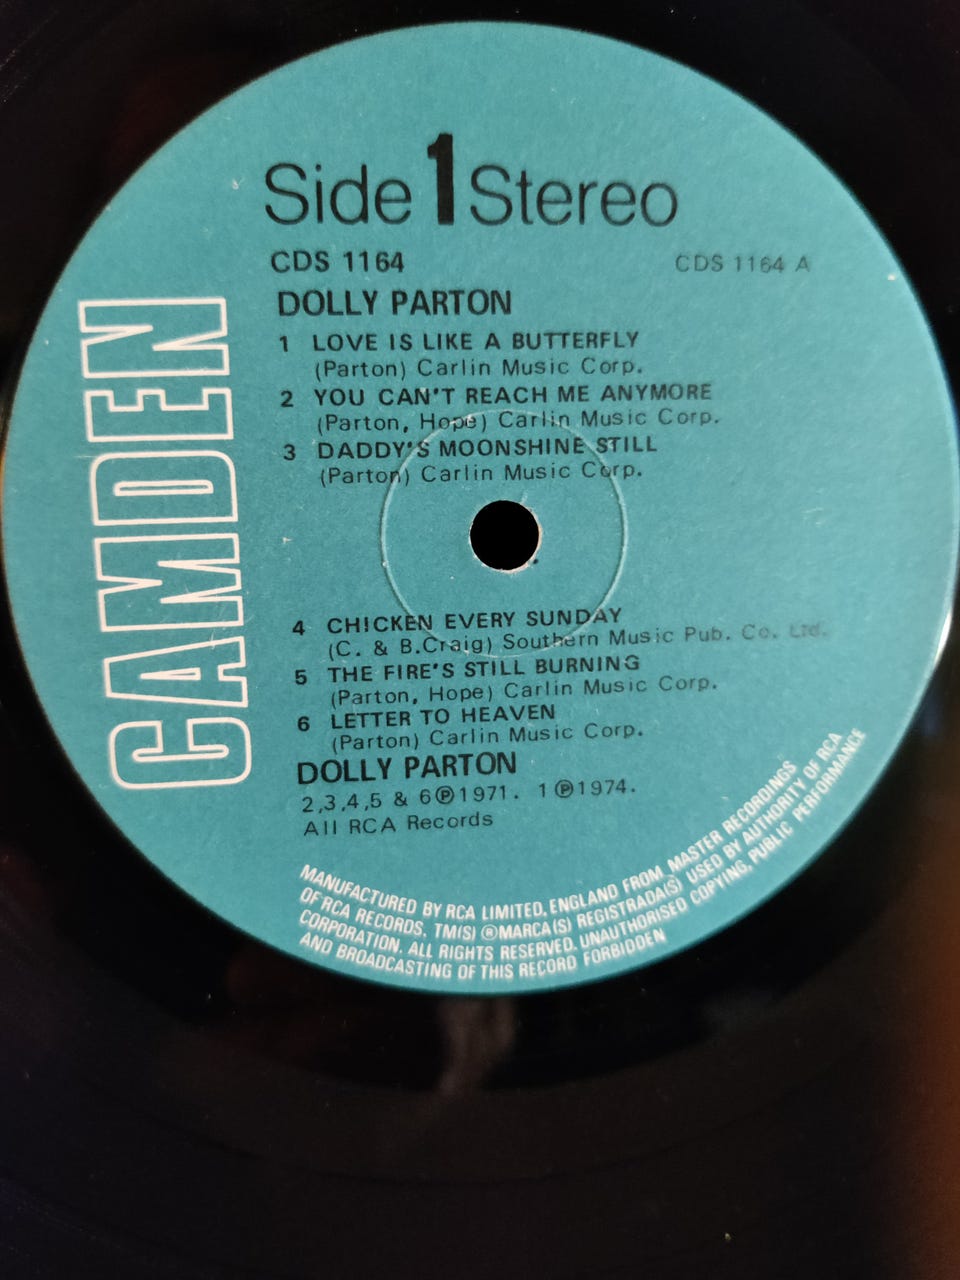 Side 1 Stereo
CDS 1164
CDS 1164 A
DOLLY PARTON
1 LOVE IS LIKE A BUTTERFLY
(Parton) Carlin Music Corp.
2 YOU CAN'T REACH ME ANYMORE
(Parton, Hope) Carlin Music Corp.
3 DADDY'S MOONSHINE STILL
(Parton) Carlin Music Corp.
4 CHICKEN EVERY SUNDAY
(C. & B.Craig) Southern Music Pub. Co. Ltd.
5 THE FIRE'S STILL BURNING
(Parton, Hope) Carlin Music Corp.
6 LETTER TO HEAVEN
(Parton) Carlin Music Corp.
DOLLY PARTON
2,3,4,5 & 6℗1971. 1℗1974.
All RCA Records
CAMDEN
MANUFACTURED BY RCA LIMITED, ENGLAND FROM MASTER RECORDINGS
OF RCA RECORDS. TM(S) ®MARCA(S) REGISTRADA(S) USED BY AUTHORITY OF RCA
CORPORATION. ALL RIGHTS RESERVED. UNAUTHORISED COPYING, PUBLIC PERFORMANCE
AND BROADCASTING OF THIS RECORD FORBIDDEN